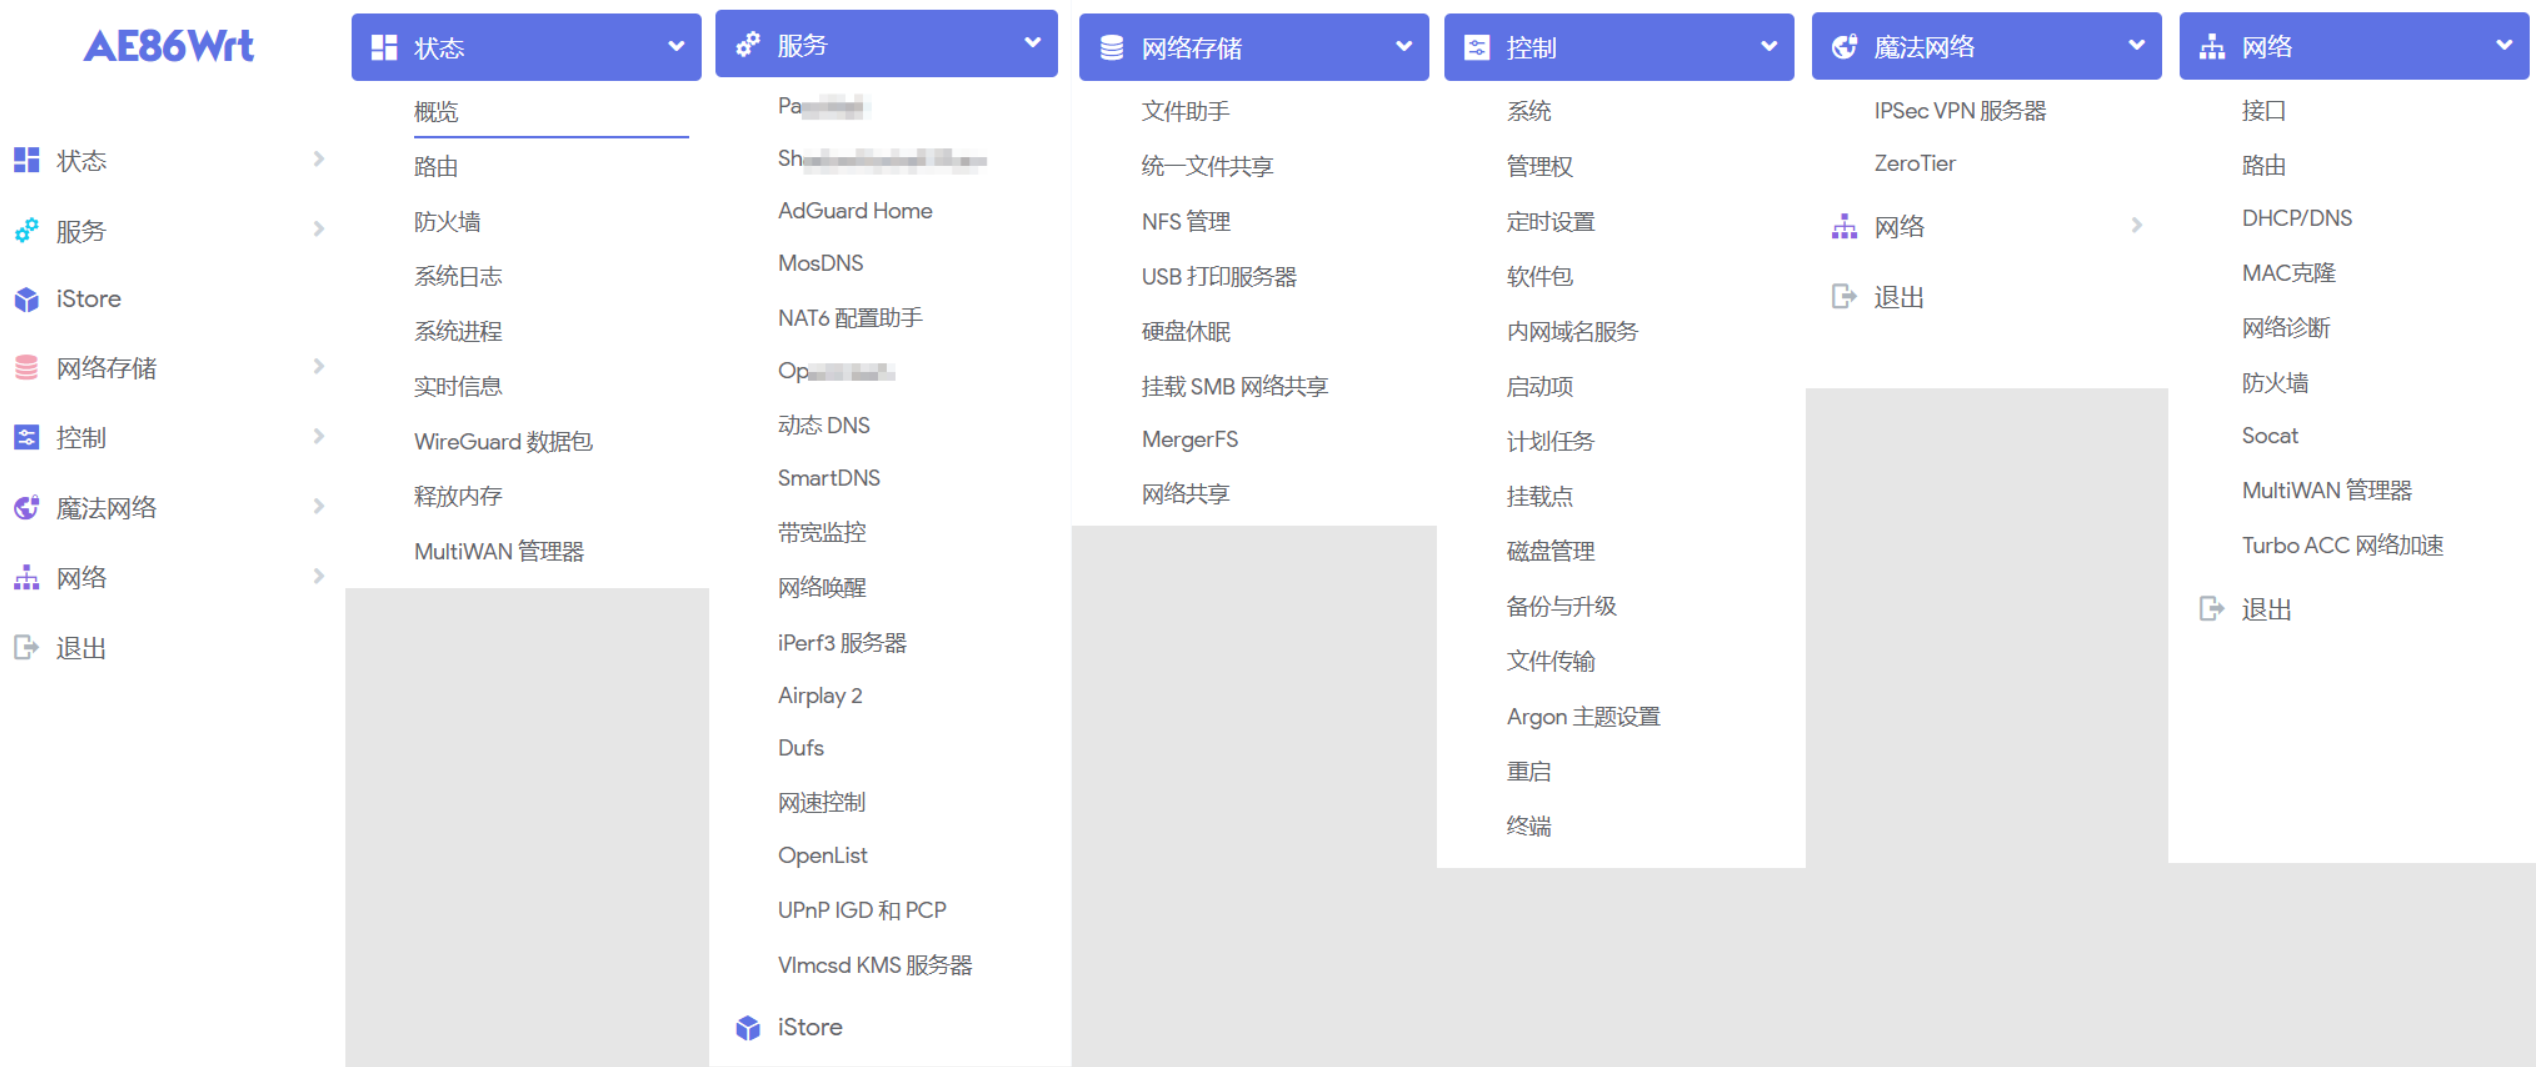 AE86Wrt
状态
服务
iStore
网络存储
控制
魔法网络
网络
退出
状态
概览
路由
防火墙
系统日志
系统进程
实时信息
WireGuard 数据包
释放内存
MultiWAN 管理器
服务
Pa
Sh
AdGuard Home
MosDNS
NAT6 配置助手
Op
动态 DNS
SmartDNS
带宽监控
网络唤醒
iPerf3 服务器
Airplay 2
Dufs
网速控制
OpenList
UPnP IGD 和 PCP
Vlmcsd KMS 服务器
iStore
网络存储
文件助手
统一文件共享
NFS 管理
USB 打印服务器
硬盘休眠
挂载 SMB 网络共享
MergerFS
网络共享
控制
系统
管理权
定时设置
软件包
内网域名服务
启动项
计划任务
挂载点
磁盘管理
备份与升级
文件传输
Argon 主题设置
重启
终端
魔法网络
IPSec VPN 服务器
ZeroTier
网络
退出
网络
接口
路由
DHCP/DNS
MAC克隆
网络诊断
防火墙
Socat
MultiWAN 管理器
Turbo ACC 网络加速
退出